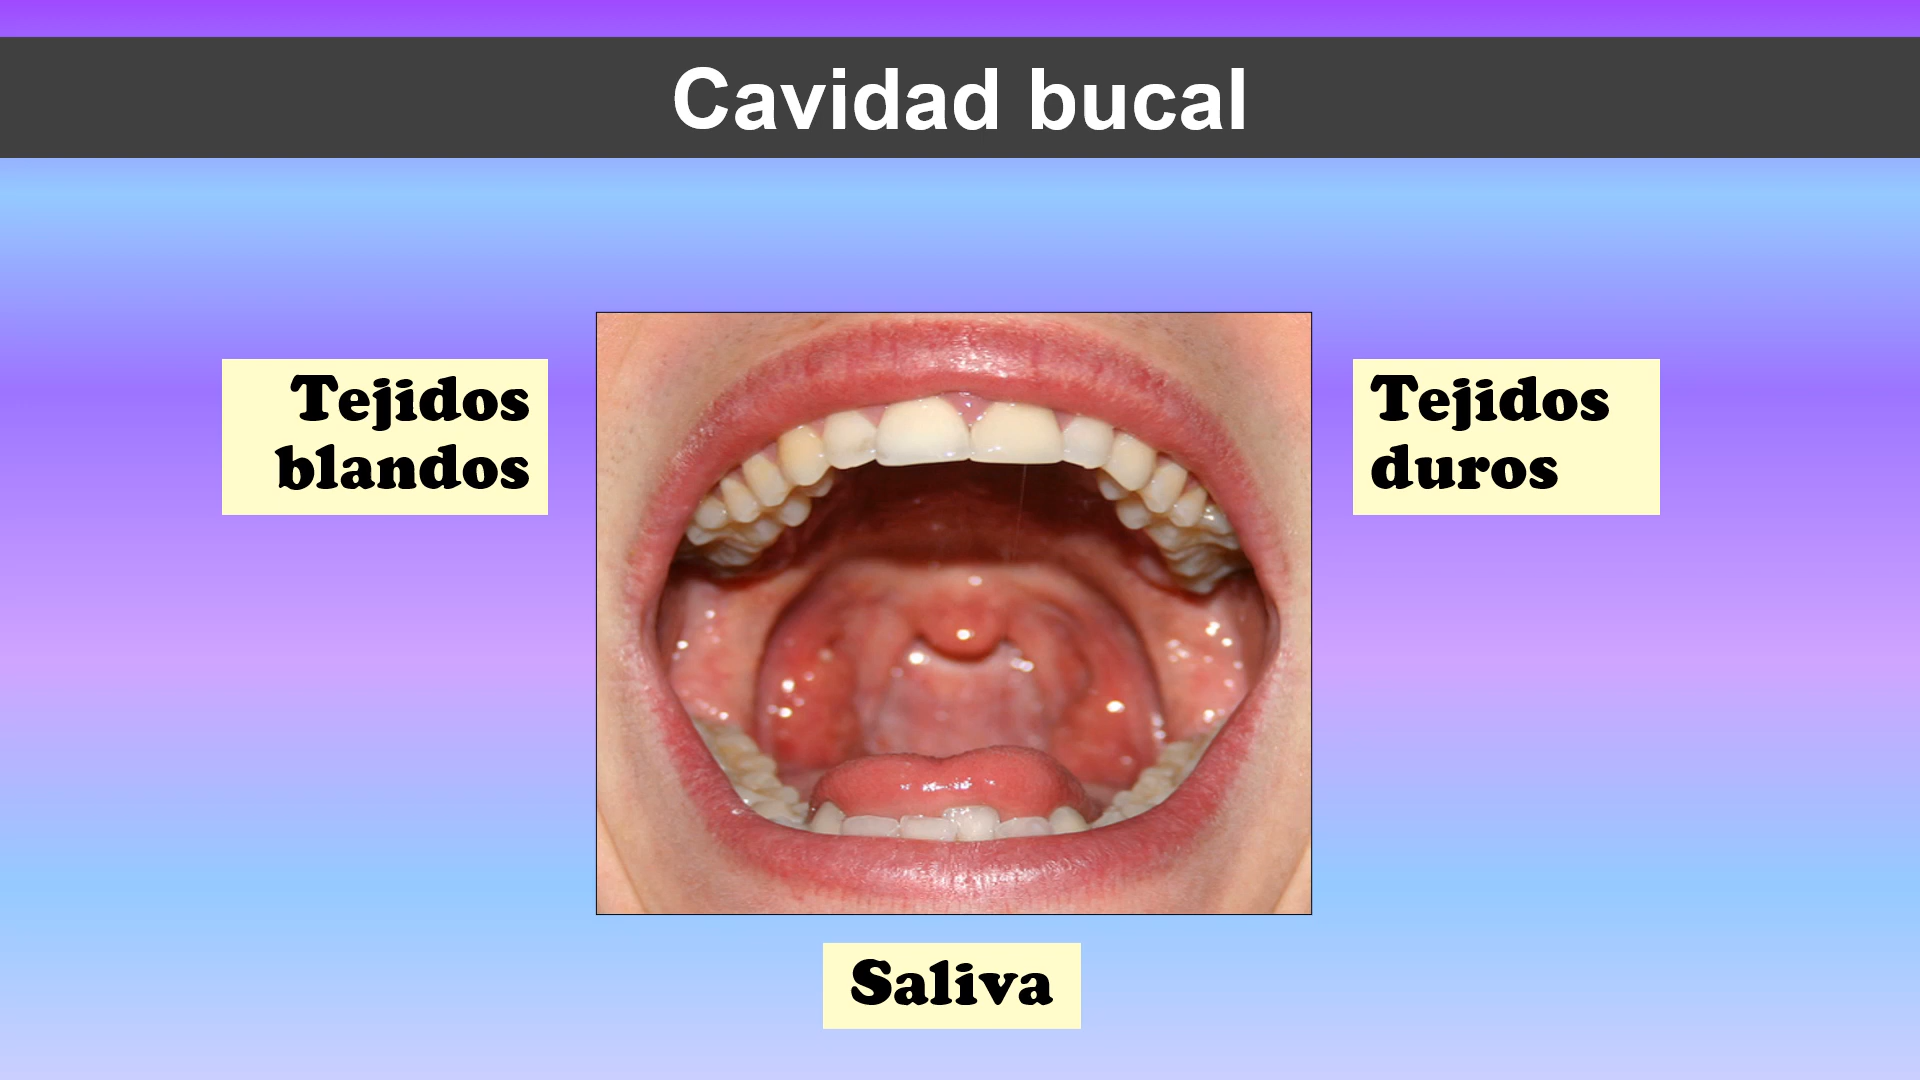 Cavidad bucal
Tejidos
blandos
Tejidos
duros
Saliva